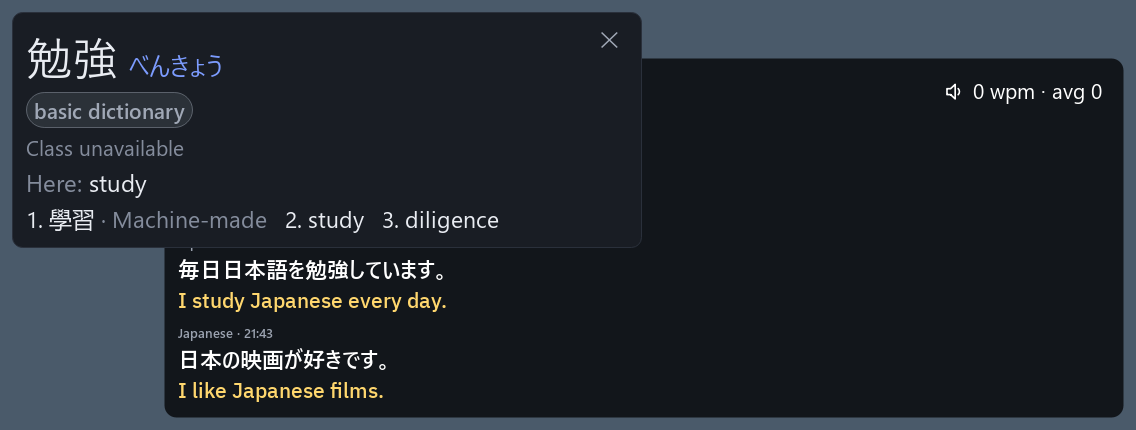 勉強 べんきょう
basic dictionary
Class unavailable
Here: study
1. 學習 · Machine-made 2. study 3. diligence
0 wpm · avg 0
毎日日本語を勉強しています。
I study Japanese every day.
Japanese · 21:43
日本の映画が好きです。
I like Japanese films.